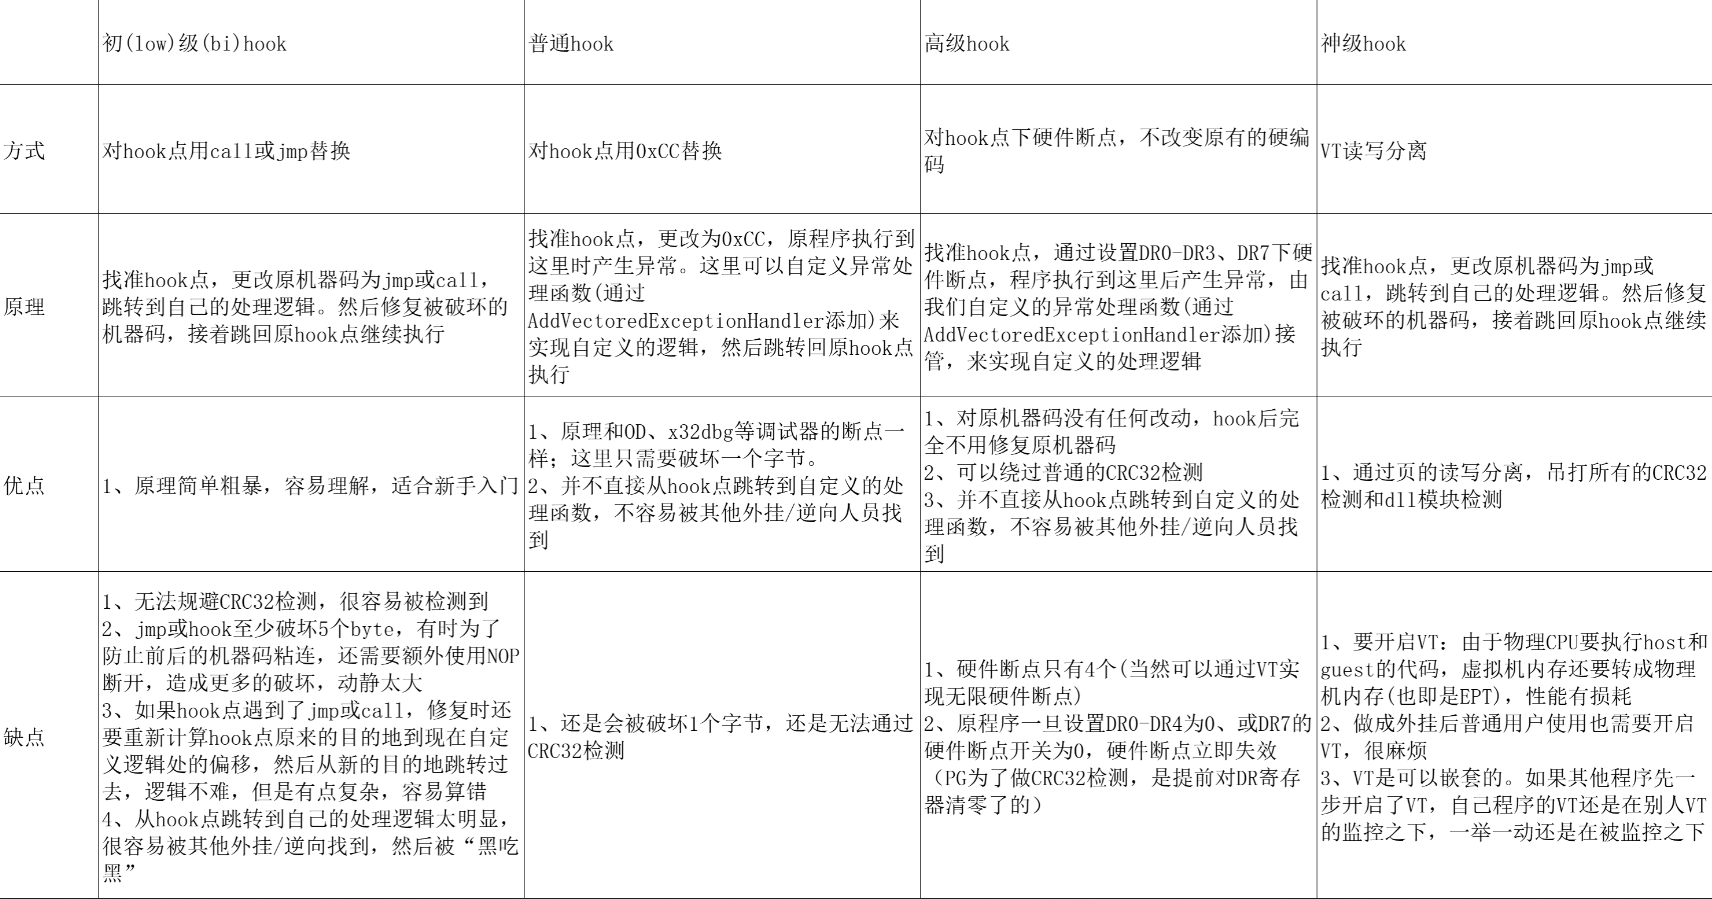 初(low)级(bi)hook
普通hook
高级hook
神级hook
方式
对hook点用call或jmp替换
对hook点用0xCC替换
对hook点下硬件断点，不改变原有的硬编
码
VT读写分离
原理
找准hook点，更改原机器码为jmp或call，
跳转到自己的处理逻辑。然后修复被破坏的
机器码，接着跳回原hook点继续执行
找准hook点，更改为0xCC，原程序执行到
这里时产生异常。这里可以自定义异常处
理函数(通过
AddVectoredExceptionHandler添加)来
实现自定义的逻辑，然后跳转回原hook点
执行
找准hook点，通过设置DR0-DR3、DR7下硬
件断点，程序执行到这里后产生异常，由
我们自定义的异常处理函数(通过
AddVectoredExceptionHandler添加)接
管，来实现自定义的处理逻辑
找准hook点，更改原机器码为jmp或
call，跳转到自己的处理逻辑。然后修复
被破坏的机器码，接着跳回原hook点继续
执行
优点
1、原理简单粗暴，容易理解，适合新手入门
1、原理和OD、x32dbg等调试器的断点一
样；这里只需要破坏一个字节。
2、并不直接从hook点跳转到自定义的处
理函数，不容易被其他外挂/逆向人员找
到
1、对原机器码没有任何改动，hook后完
全不用修复原机器码
2、可以绕过普通的CRC32检测
3、并不直接从hook点跳转到自定义的处
理函数，不容易被其他外挂/逆向人员找
到
1、通过页的读写分离，吊打所有的CRC32
检测和dll模块检测
缺点
1、无法规避CRC32检测，很容易被检测到
2、jmp或hook至少破坏5个byte，有时为了
防止前后的机器码粘连，还需要额外使用NOP
断开，造成更多的破坏，动静太大
3、如果hook点遇到了jmp或call，修复时还
要重新计算hook点原来的目的地到现在自定
义逻辑处的偏移，然后从新的目的地跳转过
去，逻辑不难，但是有点复杂，容易算错
4、从hook点跳转到自己的处理逻辑太明显，
很容易被其他外挂/逆向找到，然后被“黑吃
黑”
1、还是会被破坏1个字节，还是无法通过
CRC32检测
1、硬件断点只有4个(当然可以通过VT实
现无限硬件断点)
2、原程序一旦设置DR0-DR4为0、或DR7的
硬件断点开关为0，硬件断点立即失效
（PG为了做CRC32检测，是提前对DR寄存
器清零了的）
1、要开启VT：由于物理CPU要执行host和
guest的代码，虚拟机内存还要转成物理
机内存(也即是EPT)，性能有损耗
2、做成外挂后普通用户使用也需要开启
VT，很麻烦
3、VT是可以嵌套的。如果其他程序先一
步开启了VT，自己程序的VT还是在别人VT
的监控之下，一举一动还是在被监控之下